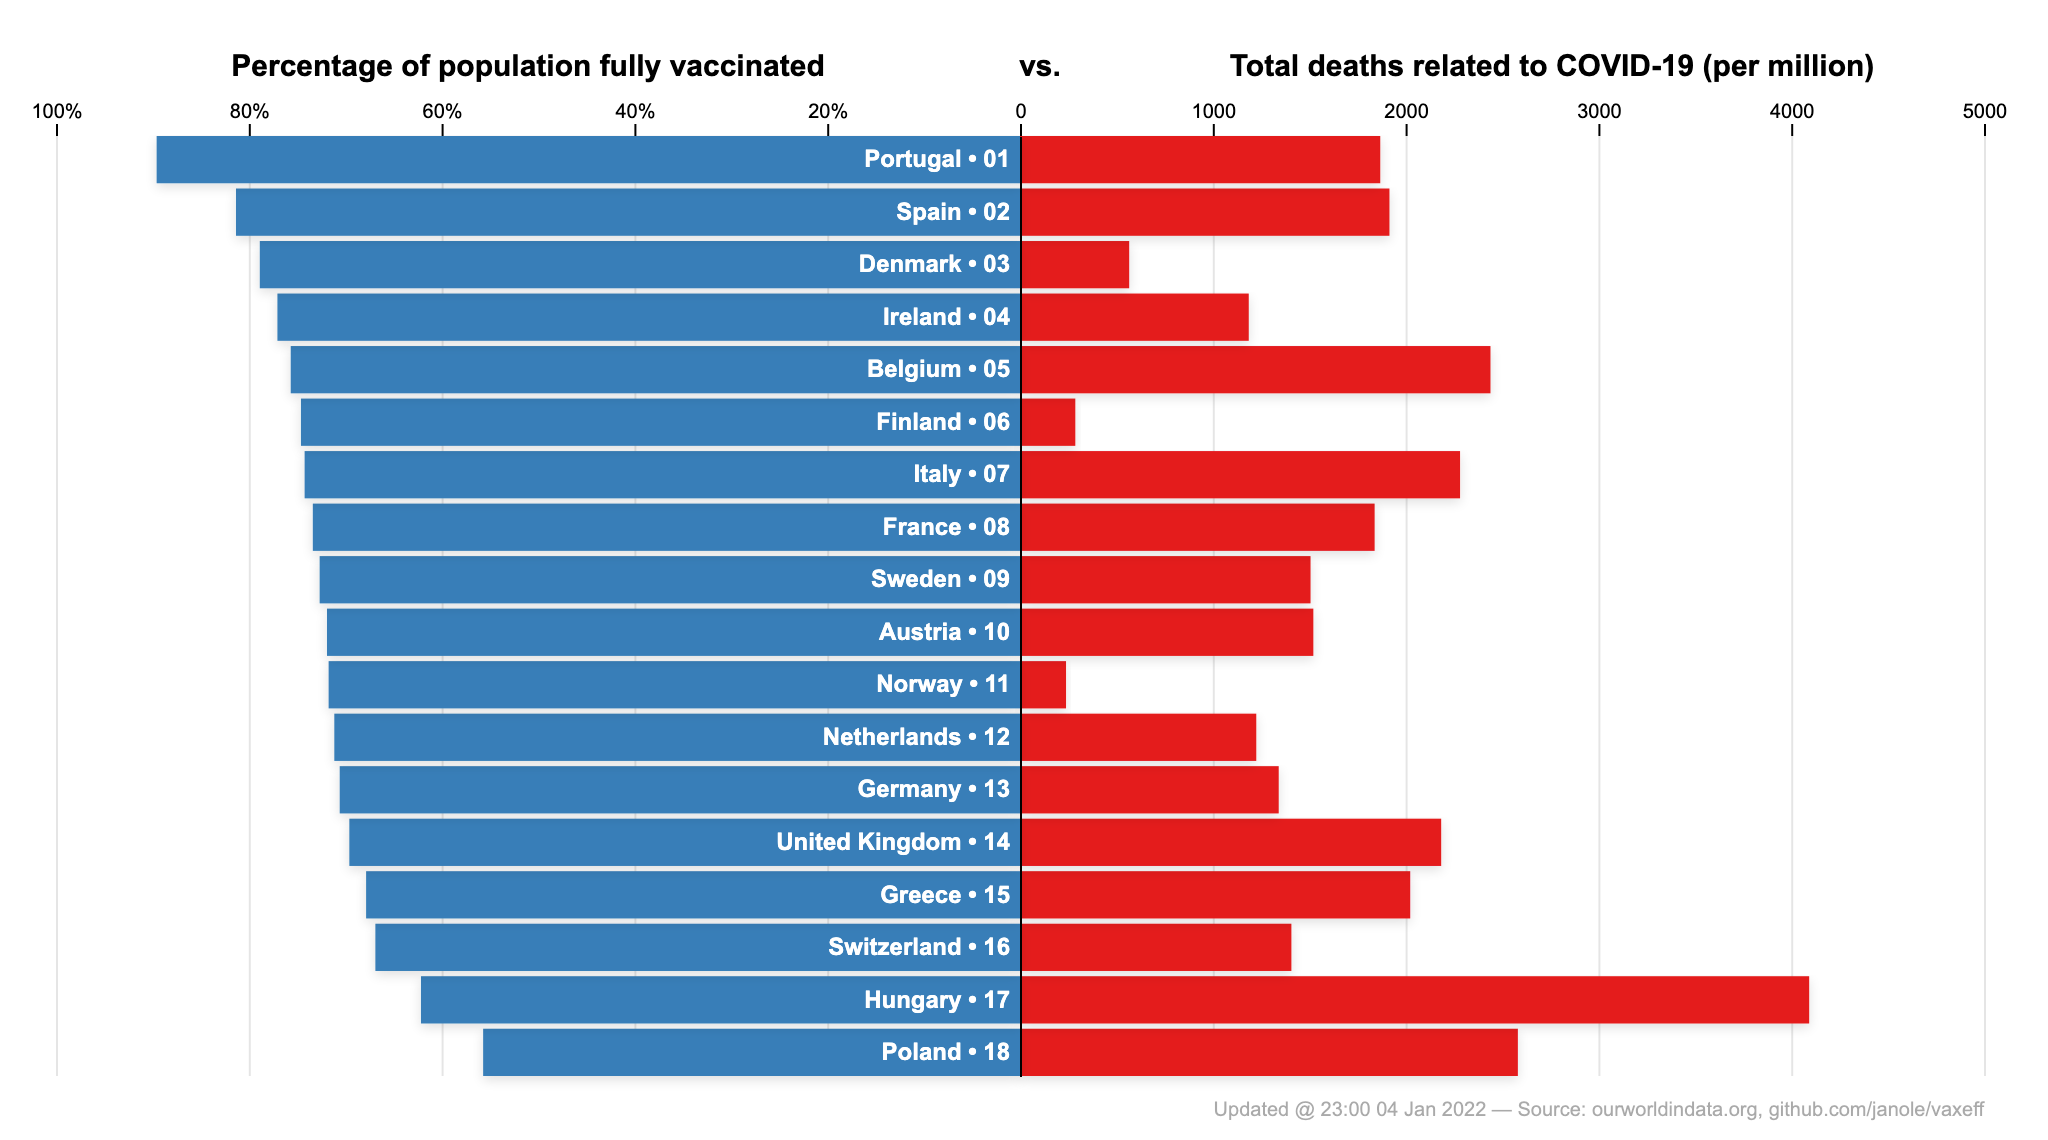 Percentage of population fully vaccinated vs. Total deaths related to COVID-19 (per million)
100% 80% 60% 40% 20% 0 1000 2000 3000 4000 5000
Portugal • 01
Spain • 02
Denmark • 03
Ireland • 04
Belgium • 05
Finland • 06
Italy • 07
France • 08
Sweden • 09
Austria • 10
Norway • 11
Netherlands • 12
Germany • 13
United Kingdom • 14
Greece • 15
Switzerland • 16
Hungary • 17
Poland • 18
Updated @ 23:00 04 Jan 2022 — Source: ourworldindata.org, github.com/janole/vaxeff